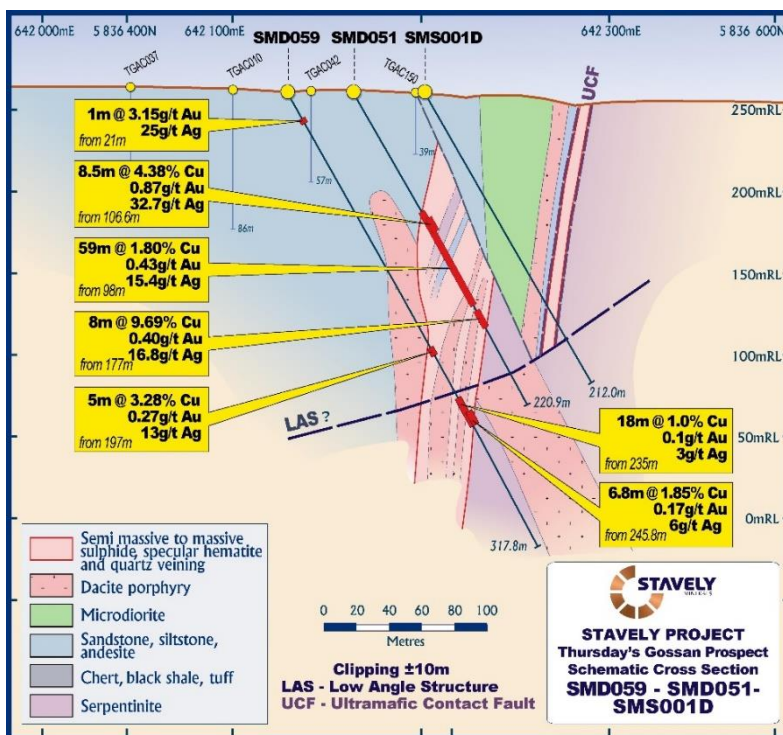 642 000mE 5 836 400N 642 100mE 642 300mE 5 836 600N
SMD059 SMD051 SMS001D
TGAC037
TGAC010
TGAC042
TGAC150
UCF
1m @ 3.15g/t Au
25g/t Ag
from 21m
8.5m @ 4.38% Cu
0.87g/t Au
32.7g/t Ag
from 106.6m
59m @ 1.80% Cu
0.43g/t Au
15.4g/t Ag
from 98m
8m @ 9.69% Cu
0.40g/t Au
16.8g/t Ag
from 177m
5m @ 3.28% Cu
0.27g/t Au
13g/t Ag
from 197m
39m
57m
86m
250mRL
200mRL
150mRL
100mRL
50mRL
0mRL
212.0m
220.9m
LAS ?
18m @ 1.0% Cu
0.1g/t Au
3g/t Ag
from 235m
6.8m @ 1.85% Cu
0.17g/t Au
6g/t Ag
from 245.8m
317.8m
Semi massive to massive
sulphide, specular hematite
and quartz veining
Dacite porphyry
Microdiorite
Sandstone, siltstone,
andesite
Chert, black shale, tuff
Serpentinite
0 20 40 60 80 100
Metres
Clipping ±10m
LAS - Low Angle Structure
UCF - Ultramafic Contact Fault
STAVELY
MINERALS
STAVELY PROJECT
Thursday's Gossan Prospect
Schematic Cross Section
SMD059 - SMD051-
SMS001D